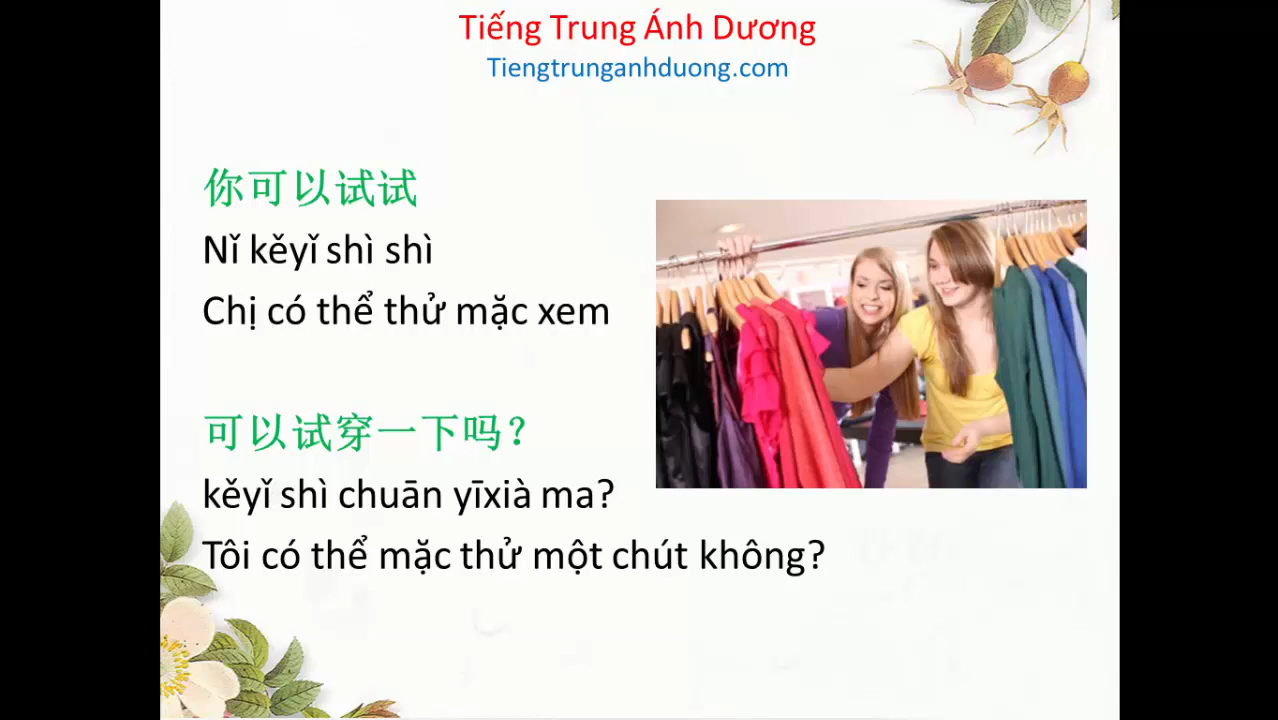 Tiếng Trung Ánh Dương
Tiengtrunganhduong.com
你可以试试
Nǐ kěyǐ shì shì
Chị có thể thử mặc xem
可以试穿一下吗？
kěyǐ shì chuān yīxià ma?
Tôi có thể mặc thử một chút không?